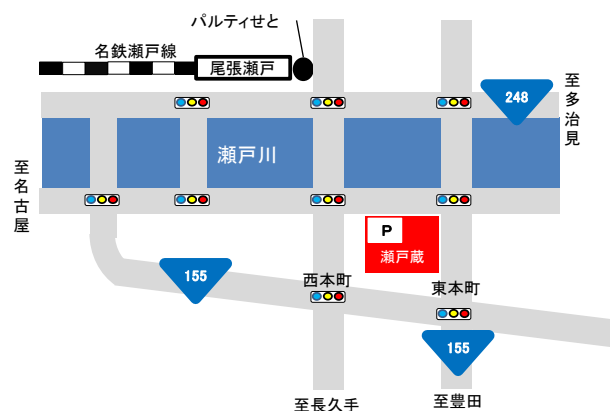 パルティせと
名鉄瀬戸線
尾張瀬戸
248
至多治見
瀬戸川
至名古屋
P
瀬戸蔵
155
西本町
東本町
155
至長久手
至豊田